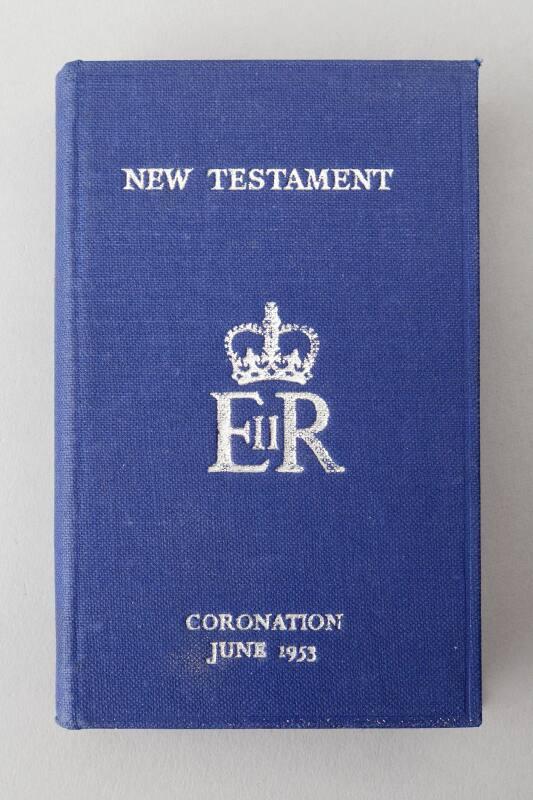 NEW TESTAMENT
EIIR
CORONATION
JUNE 1953